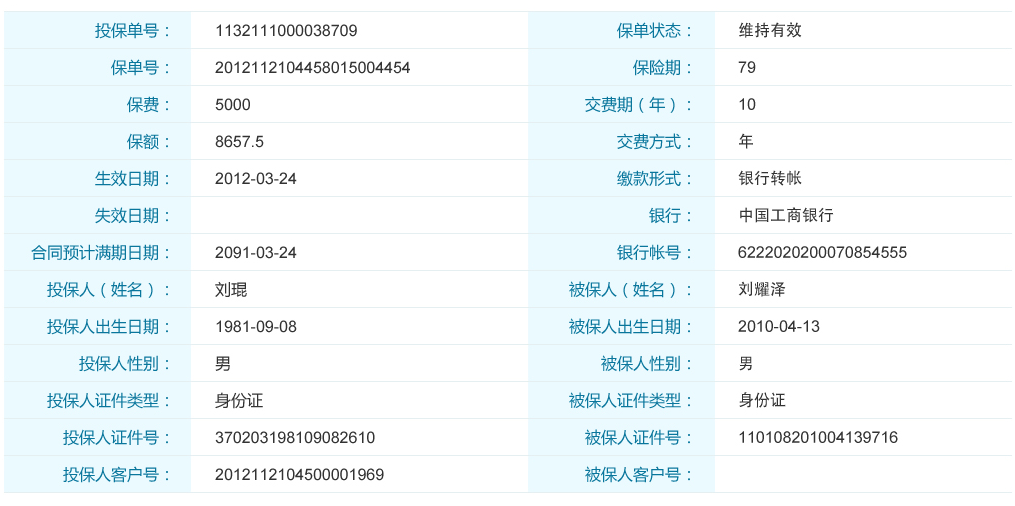 投保单号： 1132111000038709 保单状态： 维持有效
保单号： 2012112104458015004454 保险期： 79
保费： 5000 交费期（年）： 10
保额： 8657.5 交费方式： 年
生效日期： 2012-03-24 缴款形式： 银行转帐
失效日期： 银行： 中国工商银行
合同预计满期日期： 2091-03-24 银行帐号： 6222020200070854555
投保人（姓名）： 刘琨 被保人（姓名）： 刘耀泽
投保人出生日期： 1981-09-08 被保人出生日期： 2010-04-13
投保人性别： 男 被保人性别： 男
投保人证件类型： 身份证 被保人证件类型： 身份证
投保人证件号： 370203198109082610 被保人证件号： 110108201004139716
投保人客户号： 2012112104500001969 被保人客户号：